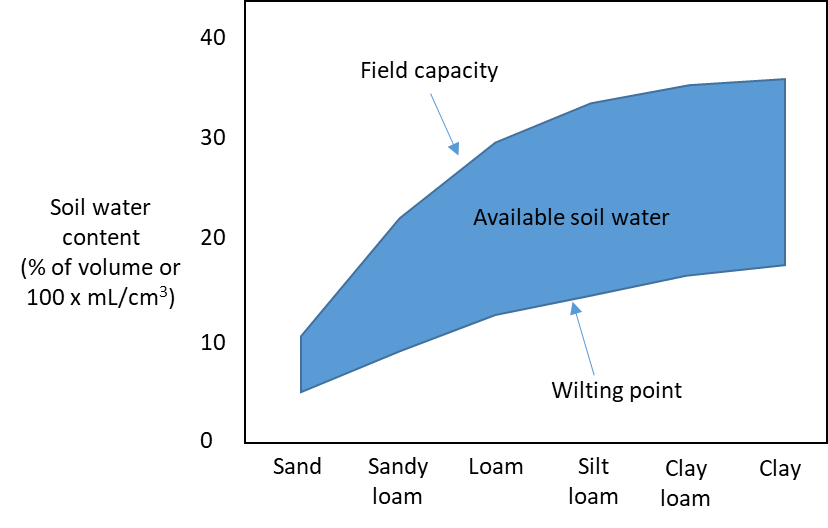 40
Field capacity
30
Soil water
content
(% of volume or
100 x mL/cm³)
Available soil water
20
10
Wilting point
0
Sand
Sandy
loam
Loam
Silt
loam
Clay
loam
Clay